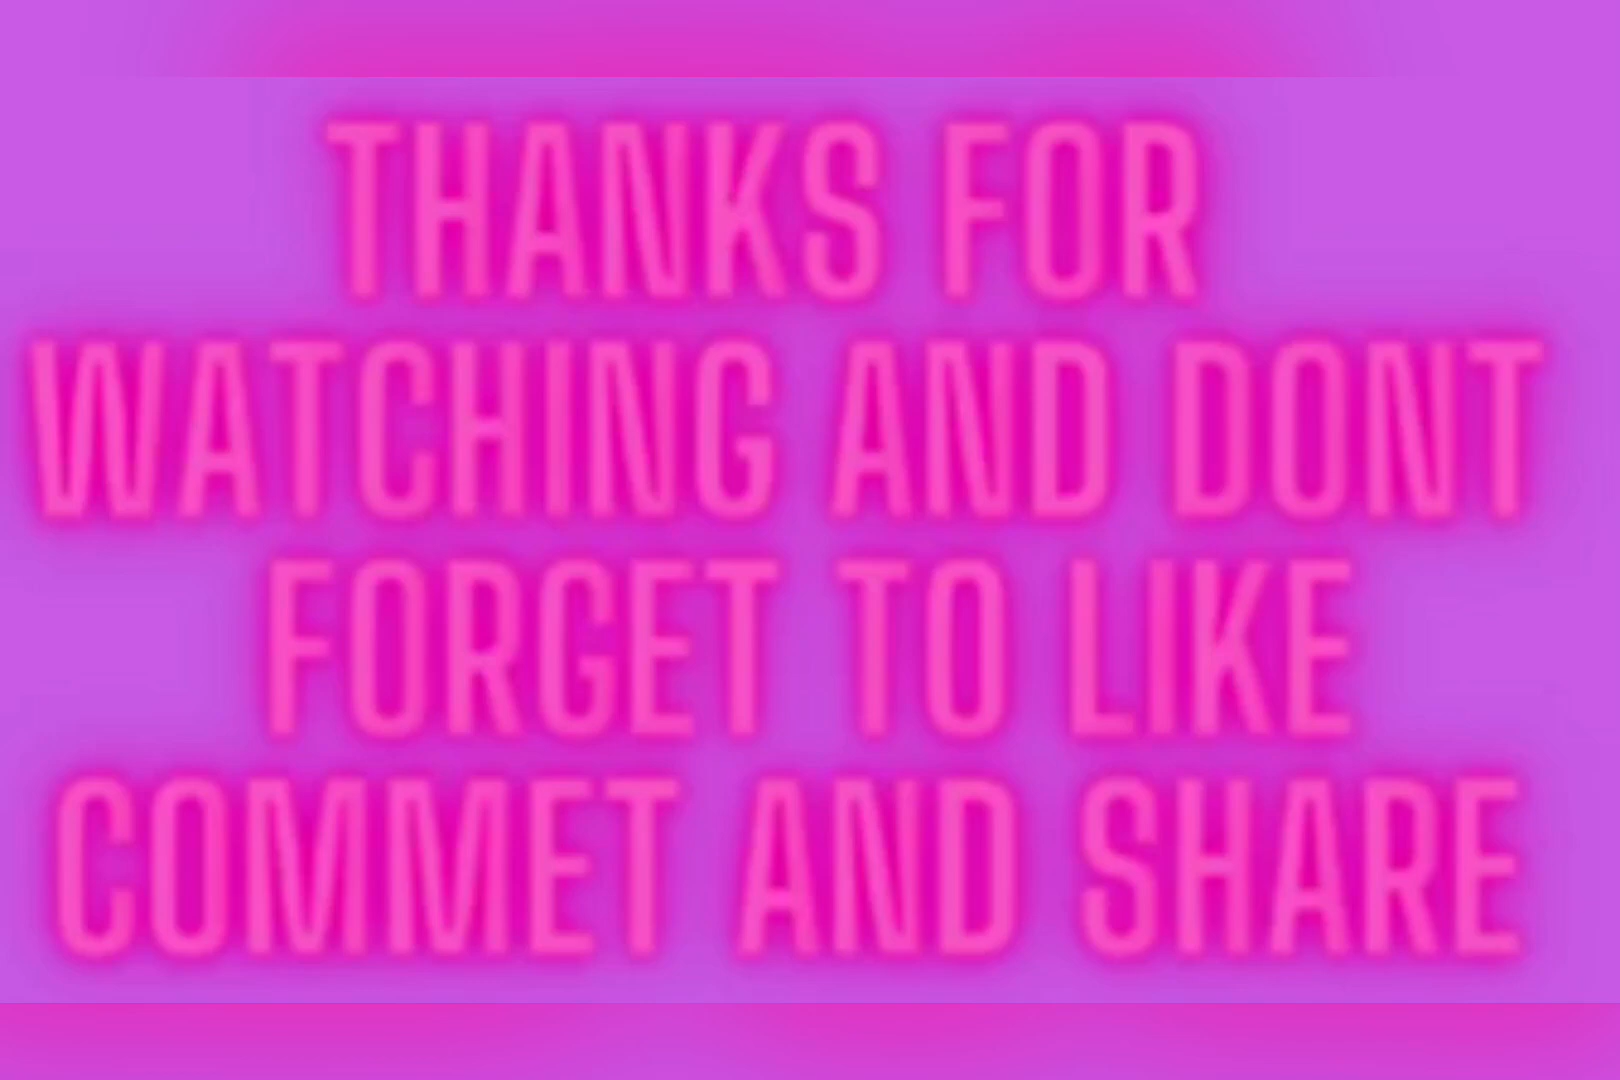 THANKS FOR
WATCHING AND DONT
FORGET TO LIKE
COMMET AND SHARE